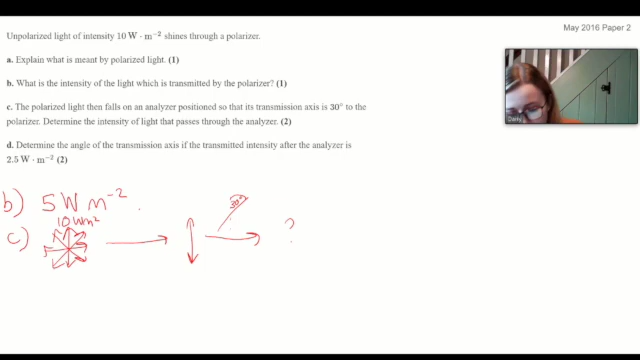 May 2016 Paper 2
Unpolarized light of intensity 10 W · m⁻² shines through a polarizer.
a. Explain what is meant by polarized light. (1)
b. What is the intensity of the light which is transmitted by the polarizer? (1)
c. The polarized light then falls on an analyzer positioned so that its transmission axis is 30° to the
polarizer. Determine the intensity of light that passes through the analyzer. (2)
d. Determine the angle of the transmission axis if the transmitted intensity after the analyzer is
2.5 W · m⁻² (2)
b) 5 W m⁻².
10 Wm²
c) ?